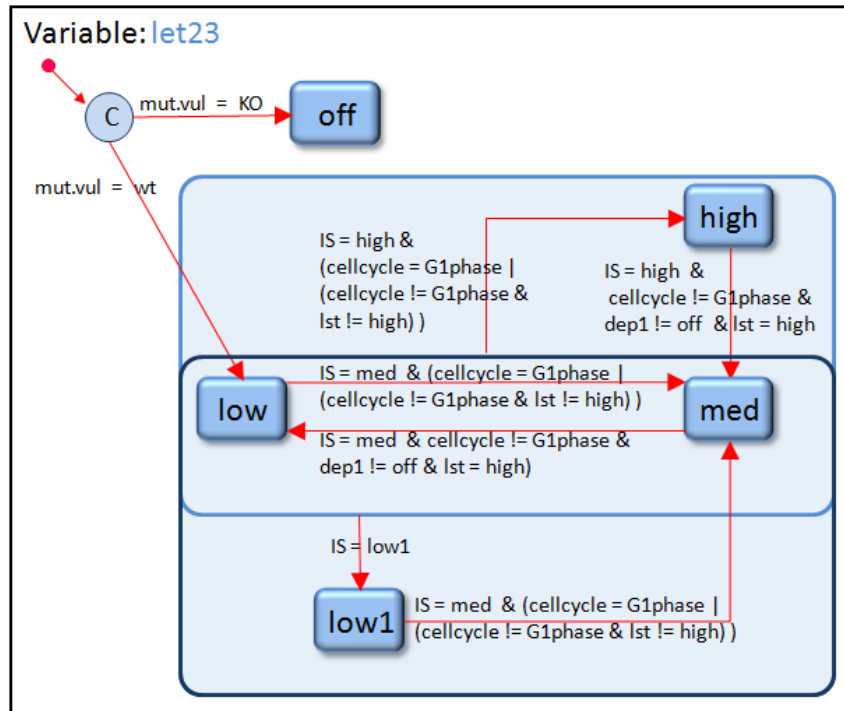 Variable: let23
C
mut.vul = KO
off
mut.vul = wt
high
IS = high &
(cellcycle = G1phase |
(cellcycle != G1phase &
lst != high) )
IS = high &
cellcycle != G1phase &
dep1 != off & lst = high
low
IS = med & (cellcycle = G1phase |
(cellcycle != G1phase & lst != high) )
med
IS = med & cellcycle != G1phase &
dep1 != off & lst = high)
IS = low1
low1
IS = med & (cellcycle = G1phase |
(cellcycle != G1phase & lst != high) )